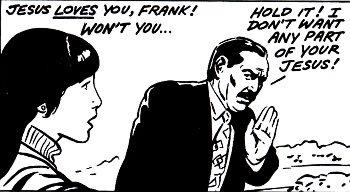 JESUS LOVES YOU, FRANK!
WON'T YOU...
HOLD IT! I
DON'T WANT
ANY PART
OF YOUR
JESUS!